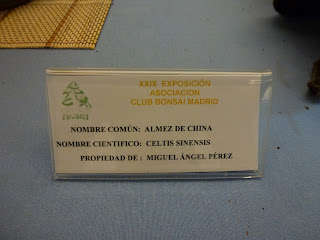 XXIX EXPOSICIÓN
ASOCIACION
CLUB BONSAI MADRID
NOMBRE COMÚN: ALMEZ DE CHINA
NOMBRE CIENTIFICO: CELTIS SINENSIS
PROPIEDAD DE : MIGUEL ÁNGEL PÉREZ